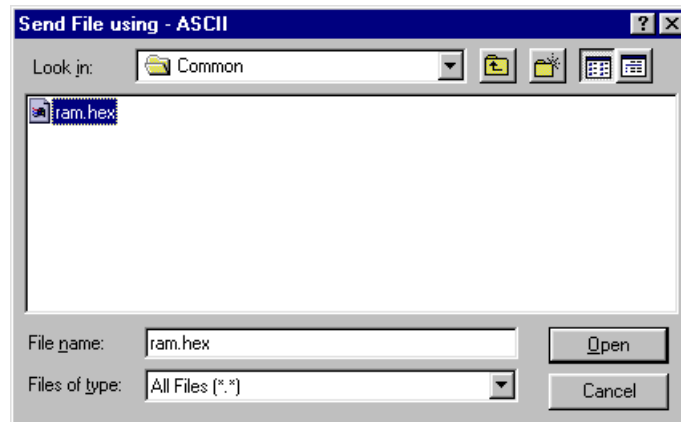 Send File using - ASCII
Look in: Common
ram.hex
File name: ram.hex Open
Files of type: All Files (*.*) Cancel